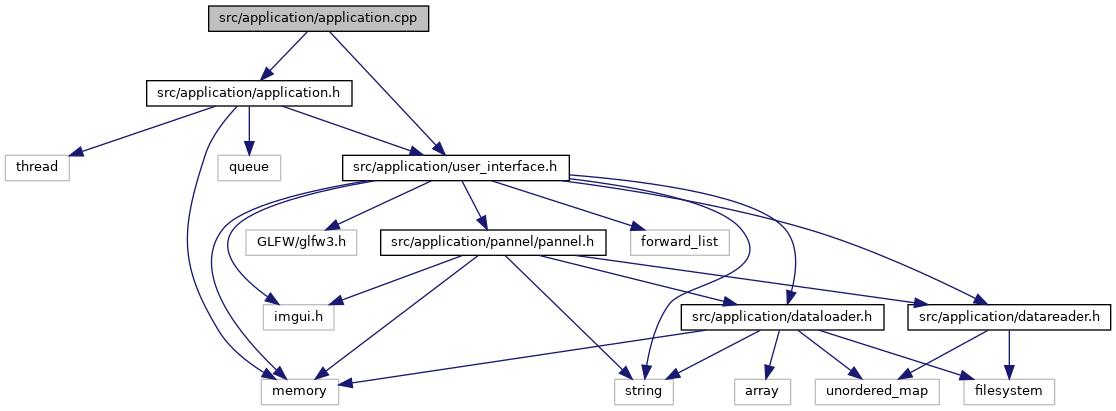 src/application/application.cpp
src/application/application.h
thread
queue
src/application/user_interface.h
GLFW/glfw3.h
src/application/pannel/pannel.h
forward_list
imgui.h
src/application/dataloader.h
src/application/datareader.h
memory
string
array
unordered_map
filesystem